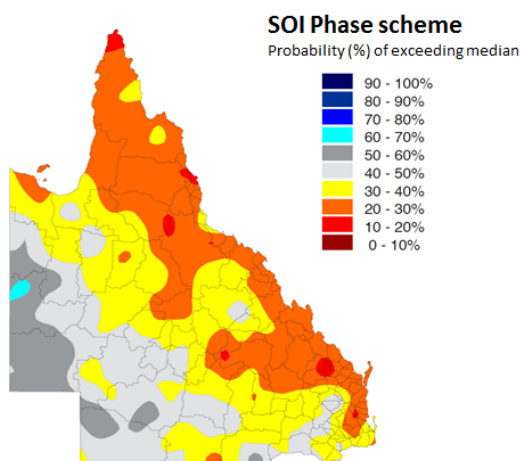 SOI Phase scheme
Probability (%) of exceeding median
90 - 100%
80 - 90%
70 - 80%
60 - 70%
50 - 60%
40 - 50%
30 - 40%
20 - 30%
10 - 20%
0 - 10%